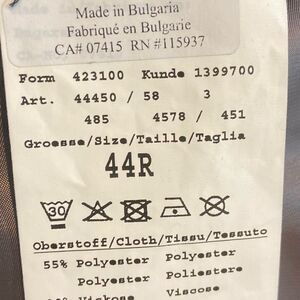 Made in Bulgaria
Fabriqué en Bulgarie
CA# 07415 RN #115937
Form 423100 Kunde 1399700
Art. 44450 / 58 3
485 4578 / 451
Groesse/Size/Taille/Taglia
44R
30
Oberstoff/Cloth/Tissu/Tessuto
55% Polyester Polyester
Polyester Poliestere
Viskose Viscose